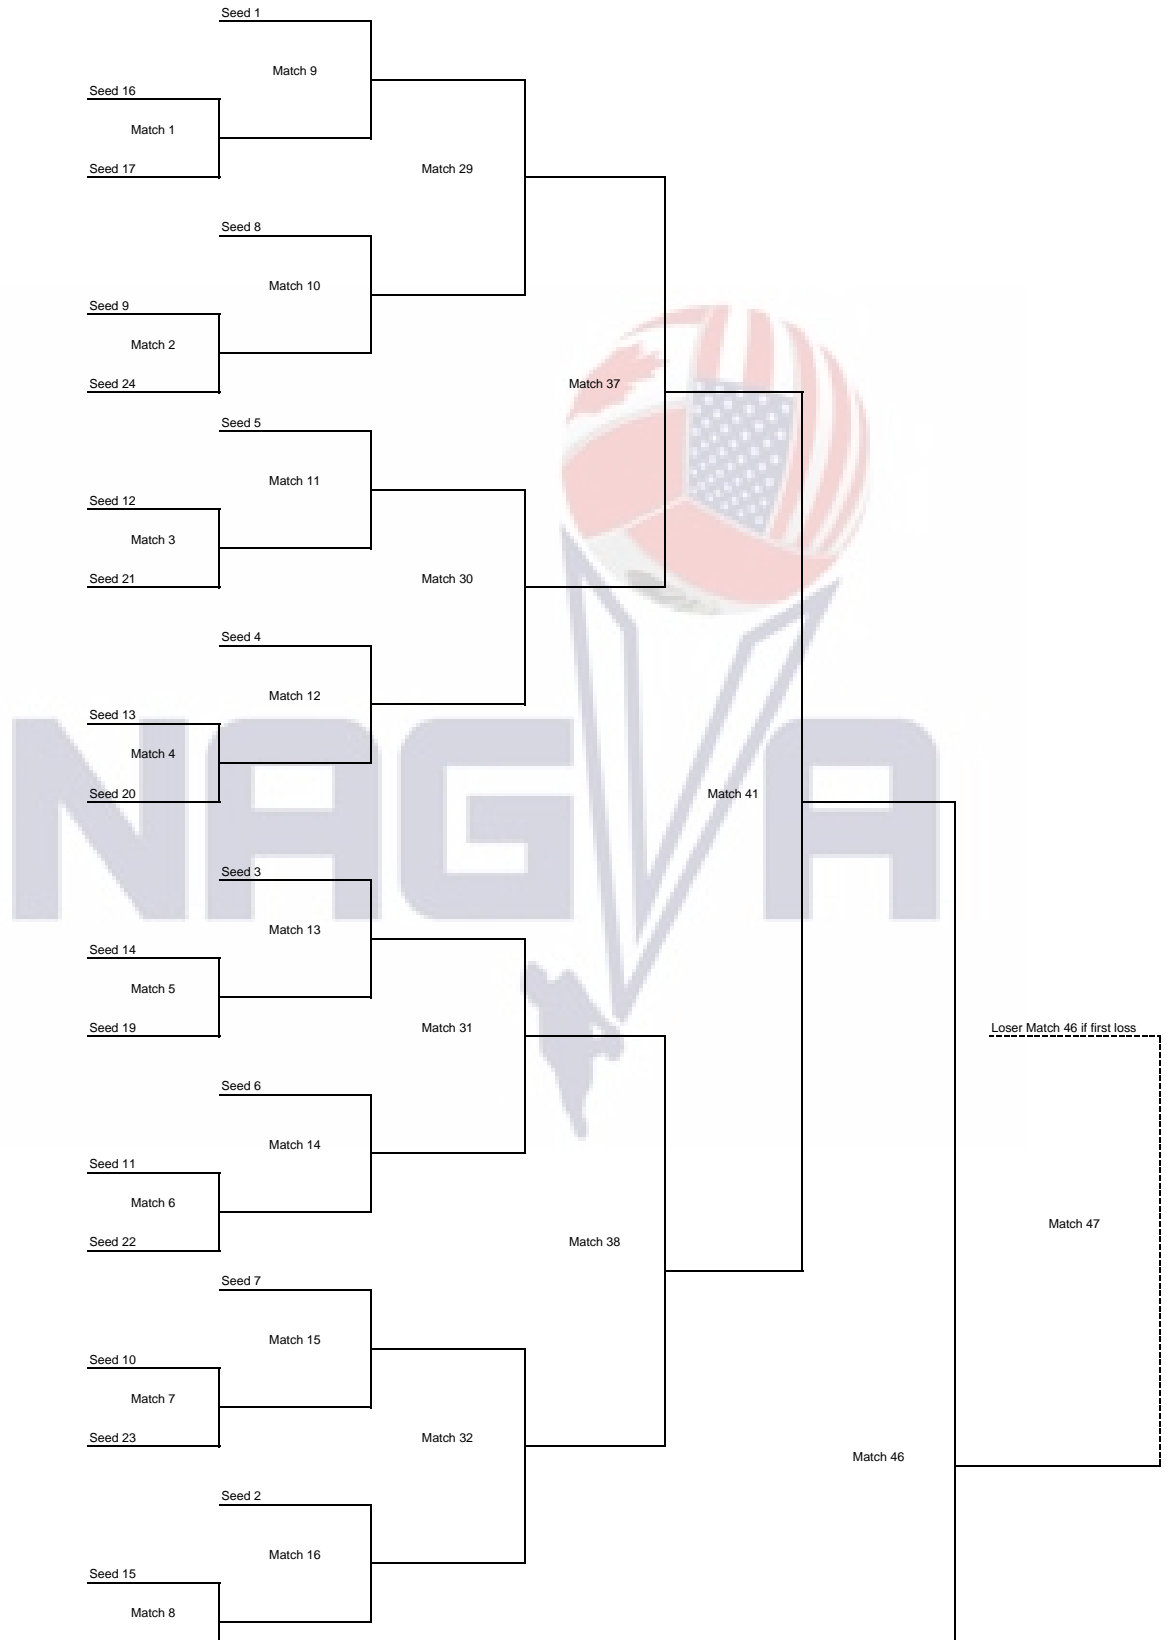 Seed 1
Match 9
Seed 16
Match 1
Seed 17
Match 29
Seed 8
Match 10
Seed 9
Match 2
Seed 24
Match 37
Seed 5
Match 11
Seed 12
Match 3
Seed 21
Match 30
Seed 4
Match 12
Seed 13
NAGVA
Match 4
Seed 20
Match 41
Seed 3
Match 13
Seed 14
Match 5
Seed 19
Match 31
Loser Match 46 if first loss
Seed 6
Match 14
Seed 11
Match 6
Match 47
Seed 22
Match 38
Seed 7
Match 15
Seed 10
Match 7
Seed 23
Match 32
Match 46
Seed 2
Match 16
Seed 15
Match 8